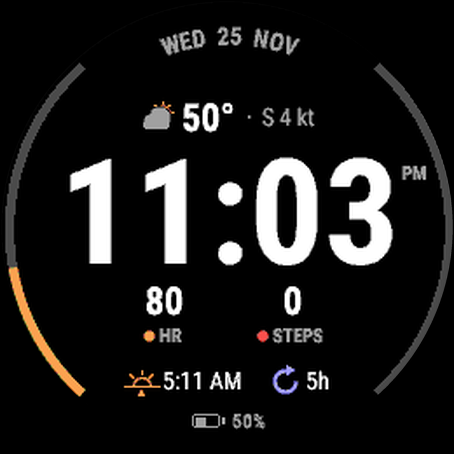 WED 25 NOV
50° · S 4 kt
11:03 PM
80 0
HR STEPS
5:11 AM 5h
50%